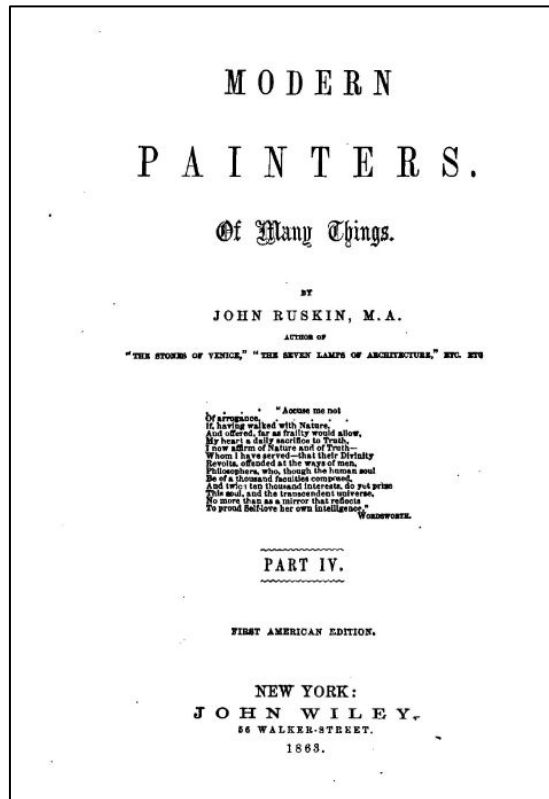 MODERN
PAINTERS.
Of Many Things.
BY
JOHN RUSKIN, M.A.
AUTHOR OF
"THE STONES OF VENICE," "THE SEVEN LAMPS OF ARCHITECTURE," ETC. ETC
. . . . "Accuse me not
Of arrogance,
If, having walked with Nature,
And offered, far as frailty would allow,
My heart a daily sacrifice to Truth,
I now affirm of Nature and of Truth—
Whom I have served—that their Divinity
Revolts, offended at the ways of men,
Philosophers, who, though the human soul
Be of a thousand faculties composed,
And twice ten thousand interests, do yet prize
This soul, and the transcendent universe,
No more than as a mirror that reflects
To proud Self-love her own intelligence."
WORDSWORTH.
PART IV.
FIRST AMERICAN EDITION.
NEW YORK:
JOHN WILEY,
56 WALKER-STREET.
1863.